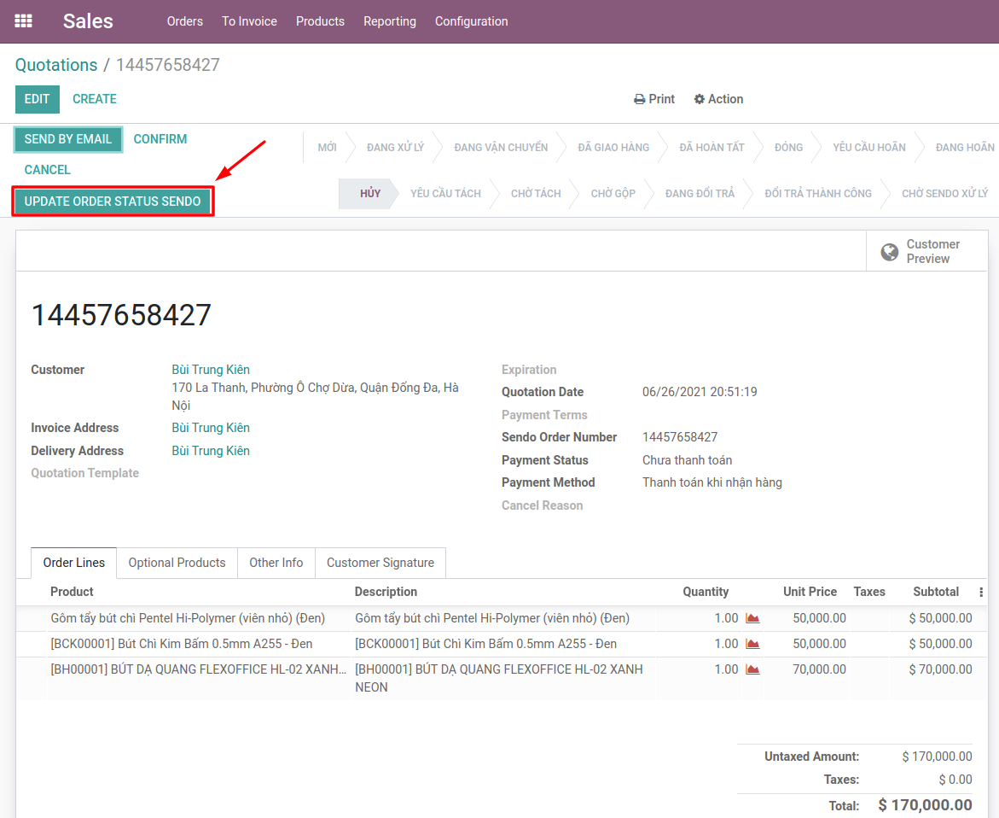 Sales Orders To Invoice Products Reporting Configuration
Quotations / 14457658427
EDIT CREATE Print Action
SEND BY EMAIL CONFIRM
CANCEL
UPDATE ORDER STATUS SENDO
MỚI ĐANG XỬ LÝ ĐANG VẬN CHUYỂN ĐÃ GIAO HÀNG ĐÃ HOÀN TẤT ĐÓNG YÊU CẦU HOÃN ĐANG HOÃN
HỦY YÊU CẦU TÁCH CHỜ TÁCH CHỜ GỘP ĐANG ĐỔI TRẢ ĐỔI TRẢ THÀNH CÔNG CHỜ SENDO XỬ LÝ
Customer
Preview
14457658427
Customer Bùi Trung Kiên
170 La Thanh, Phường Ô Chợ Dừa, Quận Đống Đa, Hà
Nội
Invoice Address Bùi Trung Kiên
Delivery Address Bùi Trung Kiên
Quotation Template
Expiration
Quotation Date 06/26/2021 20:51:19
Payment Terms
Sendo Order Number 14457658427
Payment Status Chưa thanh toán
Payment Method Thanh toán khi nhận hàng
Cancel Reason
Order Lines Optional Products Other Info Customer Signature
Product Description Quantity Unit Price Taxes Subtotal
Gôm tẩy bút chì Pentel Hi-Polymer (viên nhỏ) (Đen) Gôm tẩy bút chì Pentel Hi-Polymer (viên nhỏ) (Đen) 1.00 50,000.00 $ 50,000.00
[BCK00001] Bút Chì Kim Bấm 0.5mm A255 - Đen [BCK00001] Bút Chì Kim Bấm 0.5mm A255 - Đen 1.00 50,000.00 $ 50,000.00
[BH00001] BÚT DẠ QUANG FLEXOFFICE HL-02 XANH... [BH00001] BÚT DẠ QUANG FLEXOFFICE HL-02 XANH 1.00 70,000.00 $ 70,000.00
NEON
Untaxed Amount: $ 170,000.00
Taxes: $ 0.00
Total: $ 170,000.00